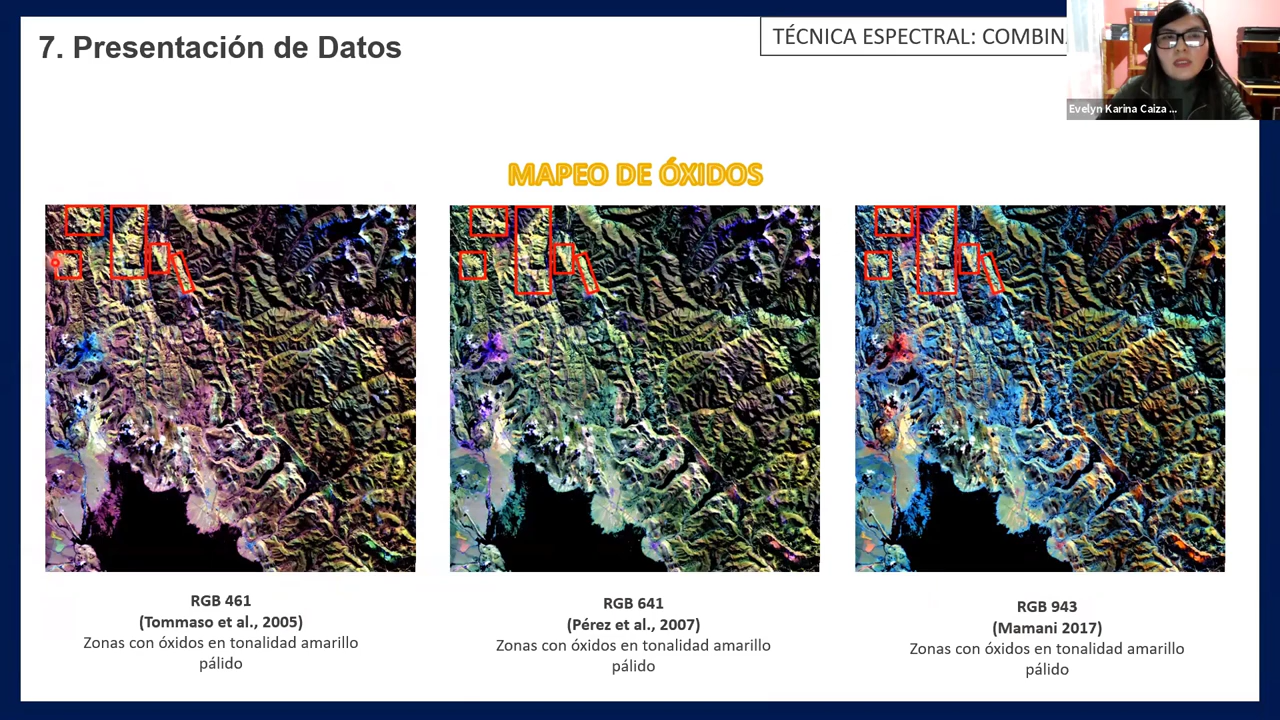 7. Presentación de Datos
TÉCNICA ESPECTRAL:
Evelyn Karina Caiza ...
MAPEO DE ÓXIDOS
RGB 461
(Tommaso et al., 2005)
Zonas con óxidos en tonalidad amarillo
pálido
RGB 641
(Pérez et al., 2007)
Zonas con óxidos en tonalidad amarillo
pálido
RGB 943
(Mamani 2017)
Zonas con óxidos en tonalidad amarillo
pálido